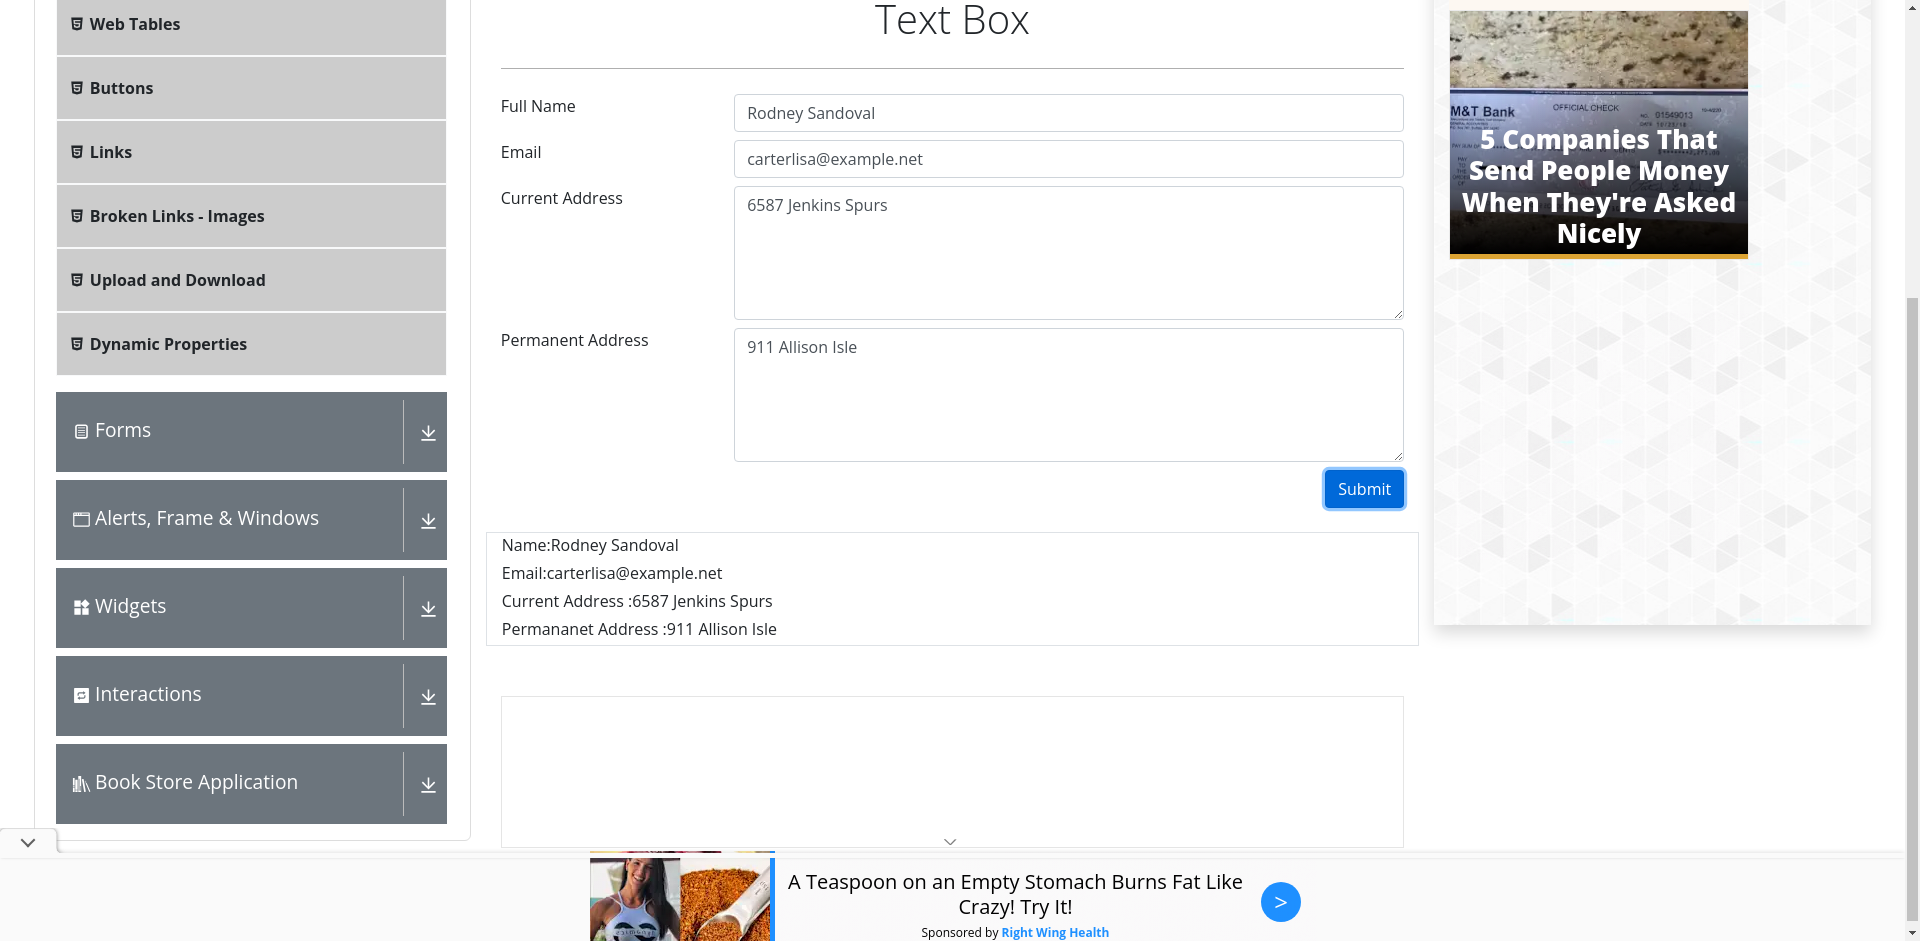 Web Tables
Buttons
Links
Broken Links - Images
Upload and Download
Dynamic Properties
Forms
Alerts, Frame & Windows
Widgets
Interactions
Book Store Application
Text Box
Full Name
Rodney Sandoval
Email
carterlisa@example.net
Current Address
6587 Jenkins Spurs
Permanent Address
911 Allison Isle
Submit
Name:Rodney Sandoval
Email:carterlisa@example.net
Current Address :6587 Jenkins Spurs
Permananet Address :911 Allison Isle
M&T Bank
OFFICIAL CHECK
01549013
5 Companies That
Send People Money
When They're Asked
Nicely
A Teaspoon on an Empty Stomach Burns Fat Like
Crazy! Try It!
>
Sponsored by Right Wing Health